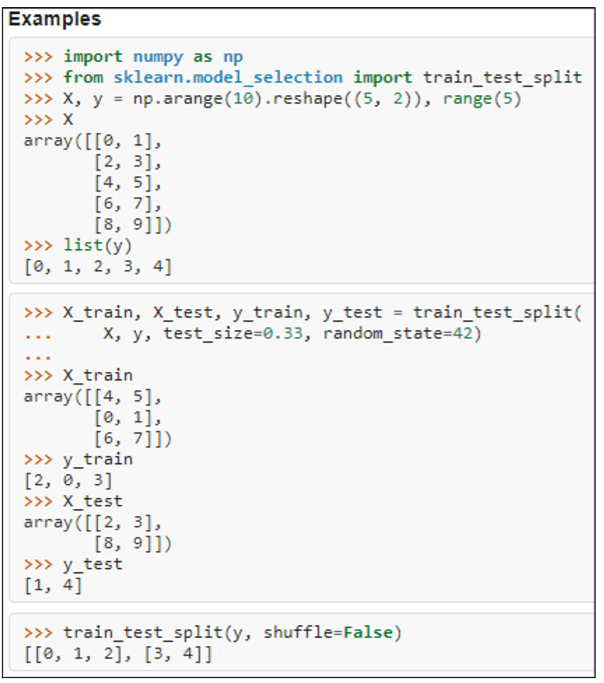 Examples
>>> import numpy as np
>>> from sklearn.model_selection import train_test_split
>>> X, y = np.arange(10).reshape((5, 2)), range(5)
>>> X
array([[0, 1],
       [2, 3],
       [4, 5],
       [6, 7],
       [8, 9]])
>>> list(y)
[0, 1, 2, 3, 4]
>>> X_train, X_test, y_train, y_test = train_test_split(
...     X, y, test_size=0.33, random_state=42)
...
>>> X_train
array([[4, 5],
       [0, 1],
       [6, 7]])
>>> y_train
[2, 0, 3]
>>> X_test
array([[2, 3],
       [8, 9]])
>>> y_test
[1, 4]
>>> train_test_split(y, shuffle=False)
[[0, 1, 2], [3, 4]]